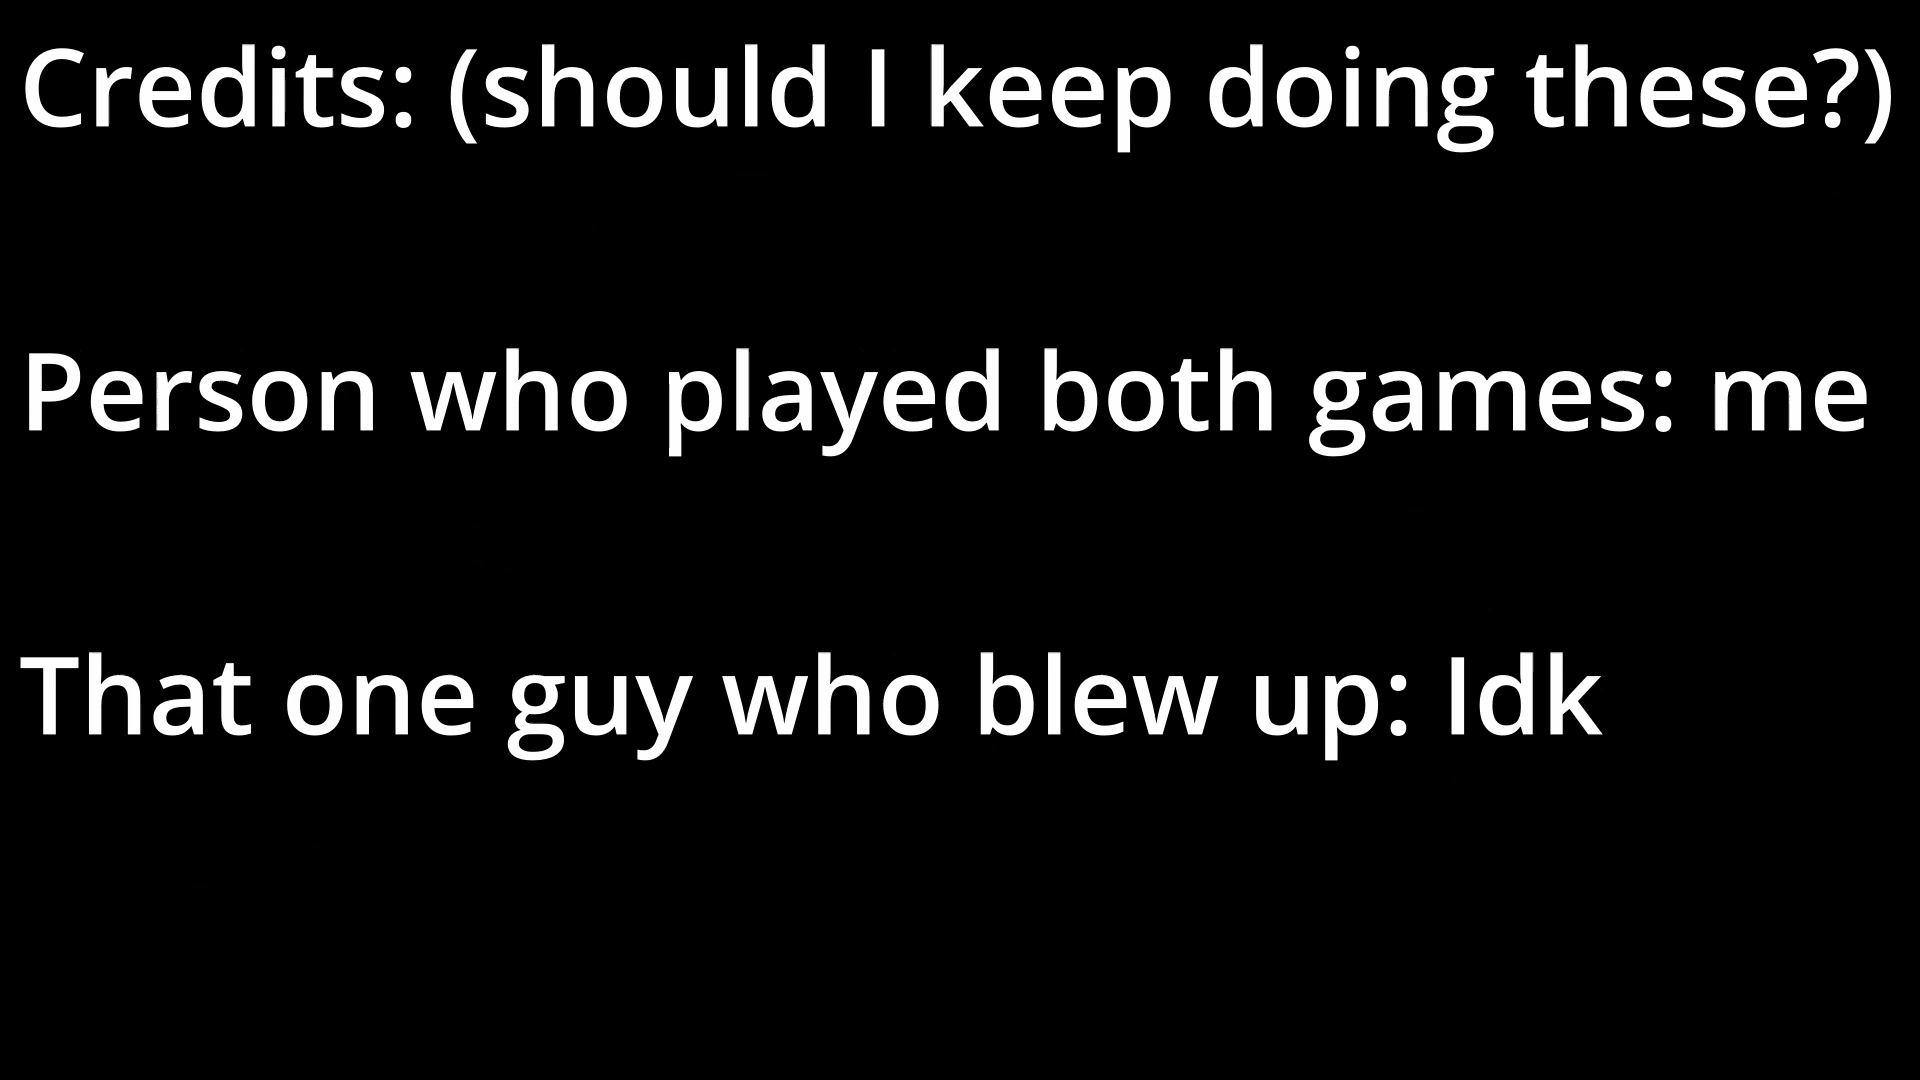 Credits: (should I keep doing these?)
Person who played both games: me
That one guy who blew up: Idk